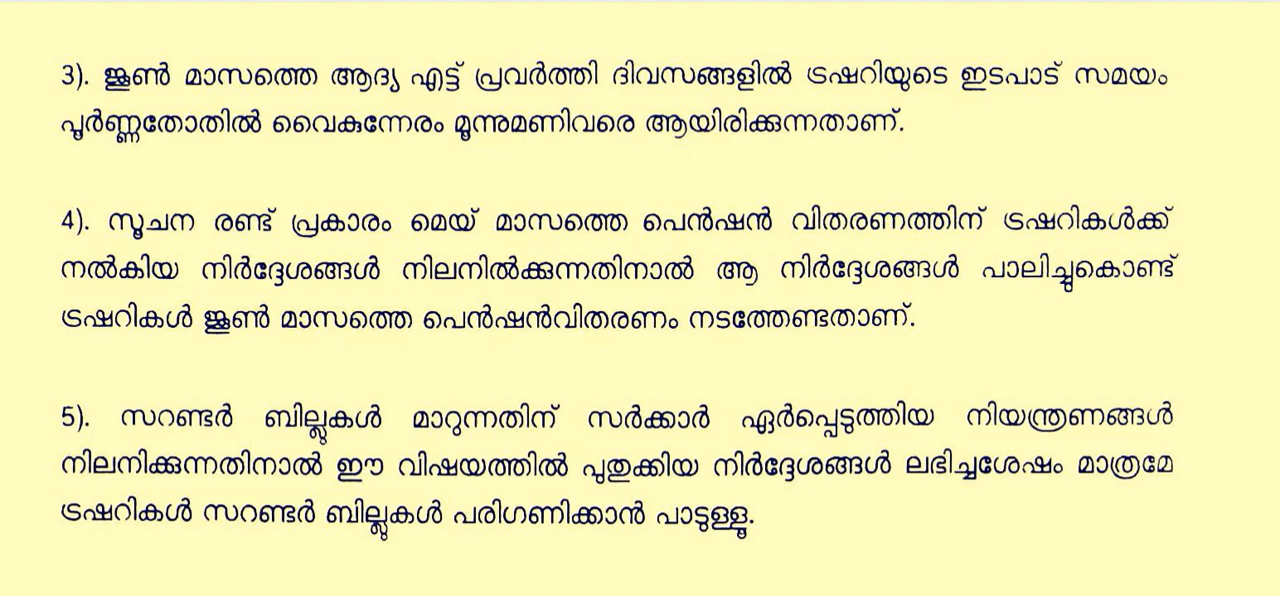 3). ജൂൺ മാസത്തെ ആദ്യ എട്ട് പ്രവർത്തി ദിവസങ്ങളിൽ ട്രഷറിയുടെ ഇടപാട് സമയം
പൂർണ്ണതോതിൽ വൈകുന്നേരം മൂന്നുമണിവരെ ആയിരിക്കുന്നതാണ്.
4). സൂചന രണ്ട് പ്രകാരം മെയ് മാസത്തെ പെൻഷൻ വിതരണത്തിന് ട്രഷറികൾക്ക്
നൽകിയ നിർദ്ദേശങ്ങൾ നിലനിൽക്കുന്നതിനാൽ ആ നിർദ്ദേശങ്ങൾ പാലിച്ചുകൊണ്ട്
ട്രഷറികൾ ജൂൺ മാസത്തെ പെൻഷൻവിതരണം നടത്തേണ്ടതാണ്.
5). സറണ്ടർ ബില്ലുകൾ മാറുന്നതിന് സർക്കാർ ഏർപ്പെടുത്തിയ നിയന്ത്രണങ്ങൾ
നിലനിക്കുന്നതിനാൽ ഈ വിഷയത്തിൽ പുതുക്കിയ നിർദ്ദേശങ്ങൾ ലഭിച്ചശേഷം മാത്രമേ
ട്രഷറികൾ സറണ്ടർ ബില്ലുകൾ പരിഗണിക്കാൻ പാടുള്ളൂ.